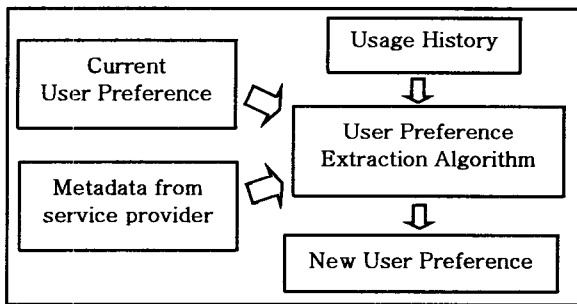 Usage History
Current
User Preference
User Preference
Extraction Algorithm
Metadata from
service provider
New User Preference